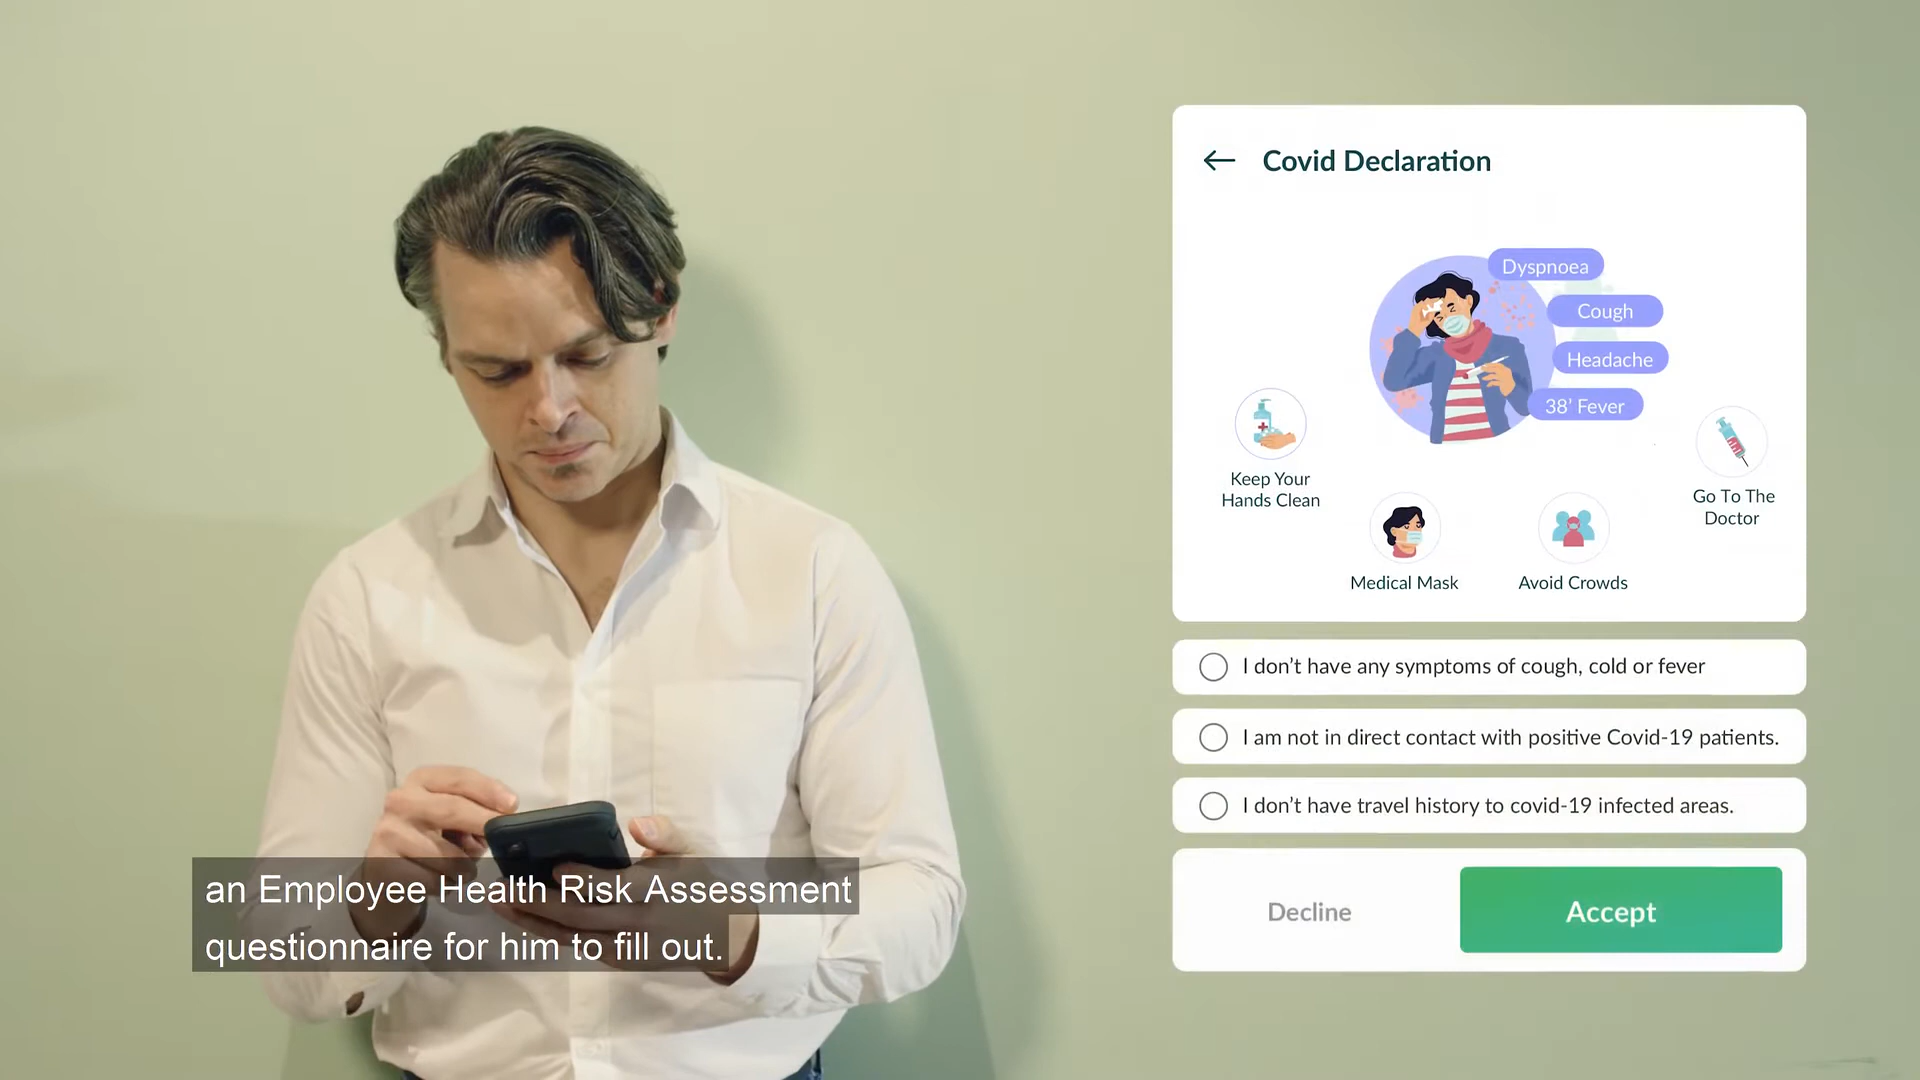 Covid Declaration
Dyspnoea
Cough
Headache
38' Fever
Keep Your
Hands Clean
Medical Mask
Avoid Crowds
Go To The
Doctor
I don't have any symptoms of cough, cold or fever
I am not in direct contact with positive Covid-19 patients.
I don't have travel history to covid-19 infected areas.
Decline
Accept
an Employee Health Risk Assessment
questionnaire for him to fill out.